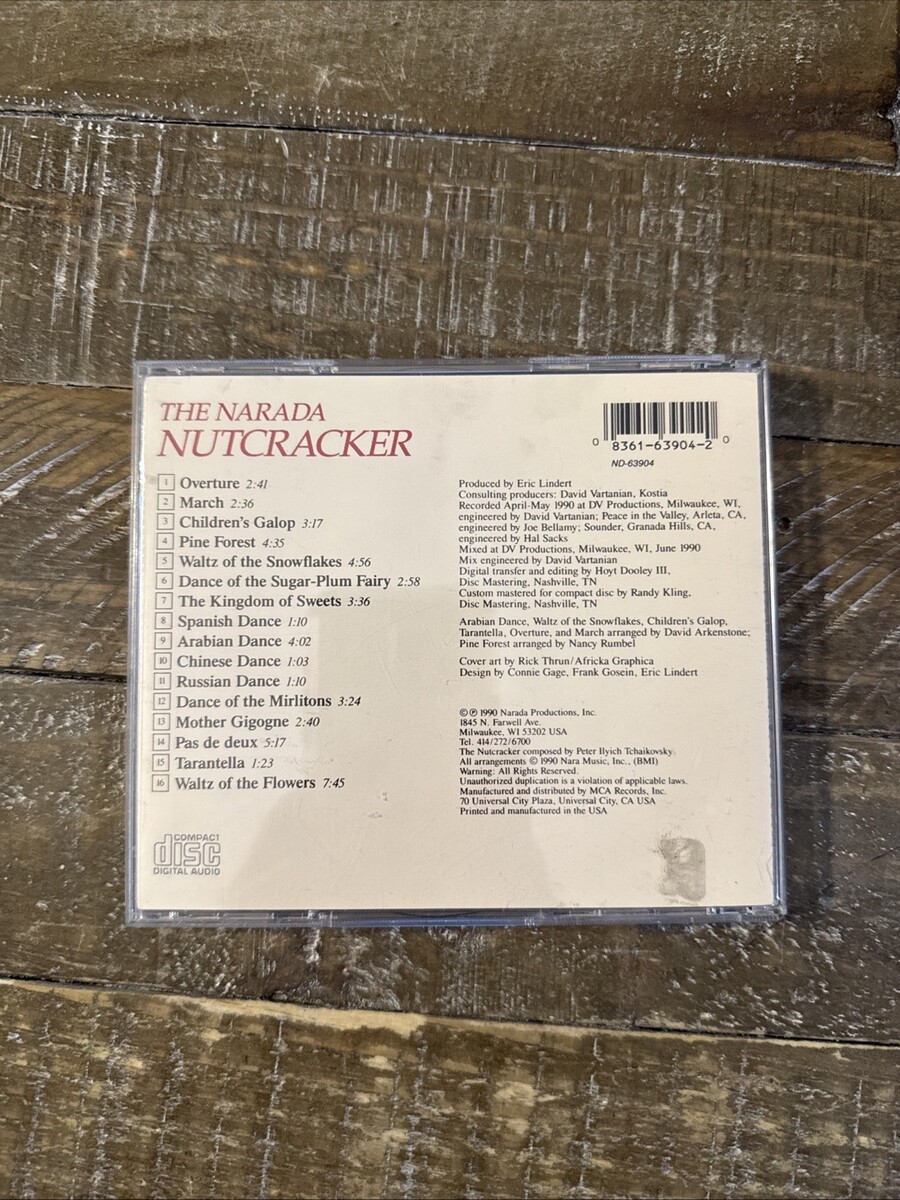 THE NARADA
NUTCRACKER
1 Overture 2:41
2 March 2:36
3 Children's Galop 3:17
4 Pine Forest 4:35
5 Waltz of the Snowflakes 4:56
6 Dance of the Sugar-Plum Fairy 2:58
7 The Kingdom of Sweets 3:36
8 Spanish Dance 1:10
9 Arabian Dance 4:02
10 Chinese Dance 1:03
11 Russian Dance 1:10
12 Dance of the Mirlitons 3:24
13 Mother Gigogne 2:40
14 Pas de deux 5:17
15 Tarantella 1:23
16 Waltz of the Flowers 7:45
COMPACT
disc
DIGITAL AUDIO
0 8361-63904-2 0
ND-63904
Produced by Eric Lindert
Consulting producers: David Vartanian, Kostia
Recorded April-May 1990 at DV Productions, Milwaukee, WI,
engineered by David Vartanian; Peace in the Valley, Arleta, CA,
engineered by Joe Bellamy; Sounder, Granada Hills, CA,
engineered by Hal Sacks
Mixed at DV Productions, Milwaukee, WI, June 1990
Mix engineered by David Vartanian
Digital transfer and editing by Hoyt Dooley III,
Disc Mastering, Nashville, TN
Custom mastered for compact disc by Randy Kling,
Disc Mastering, Nashville, TN
Arabian Dance, Waltz of the Snowflakes, Children's Galop,
Tarantella, Overture, and March arranged by David Arkenstone;
Pine Forest arranged by Nancy Rumbel
Cover art by Rick Thrun/Africka Graphica
Design by Connie Gage, Frank Gosein, Eric Lindert
©℗ 1990 Narada Productions, Inc.
1845 N. Farwell Ave.
Milwaukee, WI 53202 USA
Tel. 414/272/6700
The Nutcracker composed by Peter Ilyich Tchaikovsky
All arrangements © 1990 Nara Music, Inc., (BMI)
Warning: All Rights Reserved.
Unauthorized duplication is a violation of applicable laws.
Manufactured and distributed by MCA Records, Inc.
70 Universal City Plaza, Universal City, CA USA
Printed and manufactured in the USA